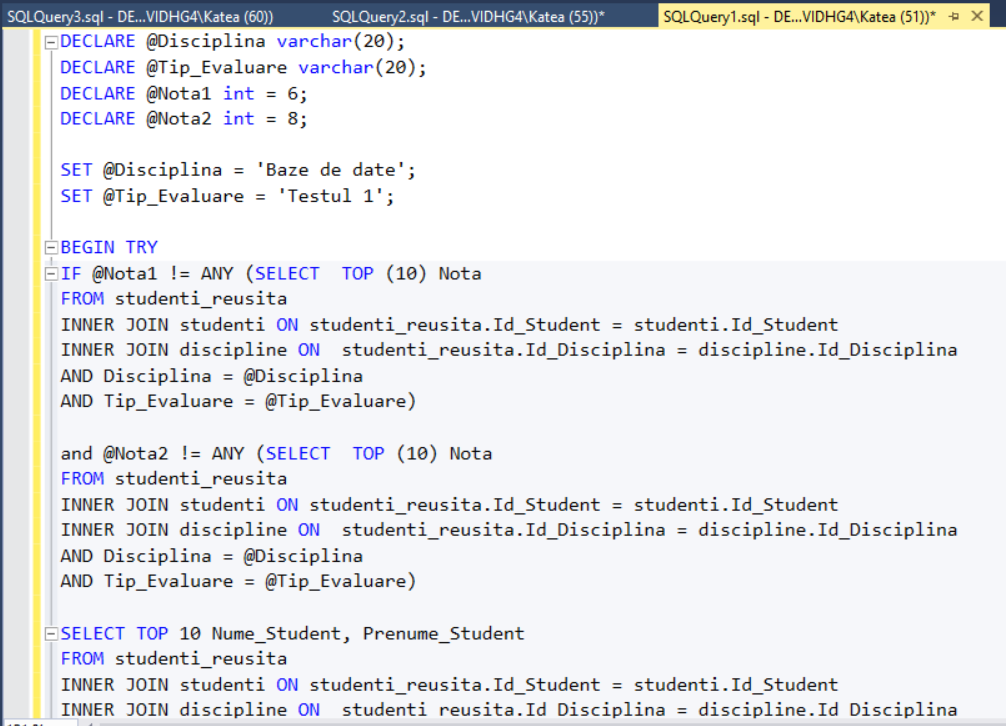 SQLQuery3.sql - DE...VIDHG4\Katea (60)) SQLQuery2.sql - DE...VIDHG4\Katea (55))* SQLQuery1.sql - DE...VIDHG4\Katea (51))*
DECLARE @Disciplina varchar(20);
DECLARE @Tip_Evaluare varchar(20);
DECLARE @Nota1 int = 6;
DECLARE @Nota2 int = 8;
SET @Disciplina = 'Baze de date';
SET @Tip_Evaluare = 'Testul 1';
BEGIN TRY
IF @Nota1 != ANY (SELECT  TOP (10) Nota
FROM studenti_reusita
INNER JOIN studenti ON studenti_reusita.Id_Student = studenti.Id_Student
INNER JOIN discipline ON  studenti_reusita.Id_Disciplina = discipline.Id_Disciplina
AND Disciplina = @Disciplina
AND Tip_Evaluare = @Tip_Evaluare)
and @Nota2 != ANY (SELECT  TOP (10) Nota
FROM studenti_reusita
INNER JOIN studenti ON studenti_reusita.Id_Student = studenti.Id_Student
INNER JOIN discipline ON  studenti_reusita.Id_Disciplina = discipline.Id_Disciplina
AND Disciplina = @Disciplina
AND Tip_Evaluare = @Tip_Evaluare)
SELECT TOP 10 Nume_Student, Prenume_Student
FROM studenti_reusita
INNER JOIN studenti ON studenti_reusita.Id_Student = studenti.Id_Student
INNER JOIN discipline ON  studenti_reusita.Id_Disciplina = discipline.Id_Disciplina